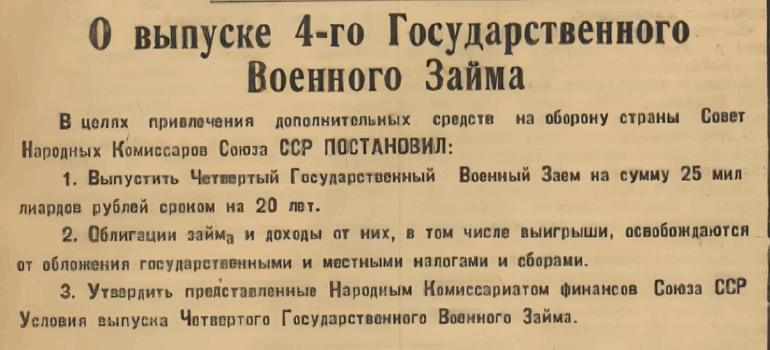 О выпуске 4-го Государственного
Военного Займа
В целях привлечения дополнительных средств на оборону страны Совет
Народных Комиссаров Союза ССР ПОСТАНОВИЛ:
1. Выпустить Четвертый Государственный Военный Заем на сумму 25 мил
лиардов рублей сроком на 20 лет.
2. Облигации займа и доходы от них, в том числе выигрыши, освобождаются
от обложения государственными и местными налогами и сборами.
3. Утвердить представленные Народным Комиссариатом финансов Союза ССР
Условия выпуска Четвертого Государственного Военного Займа.